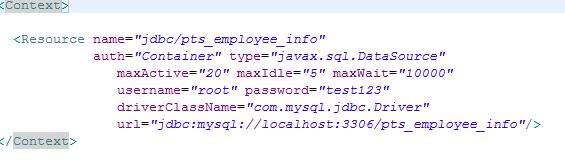 <Context>
<Resource name="jdbc/pts_employee_info"
auth="Container" type="javax.sql.DataSource"
maxActive="20" maxIdle="5" maxWait="10000"
username="root" password="test123"
driverClassName="com.mysql.jdbc.Driver"
url="jdbc:mysql://localhost:3306/pts_employee_info"/>
</Context>